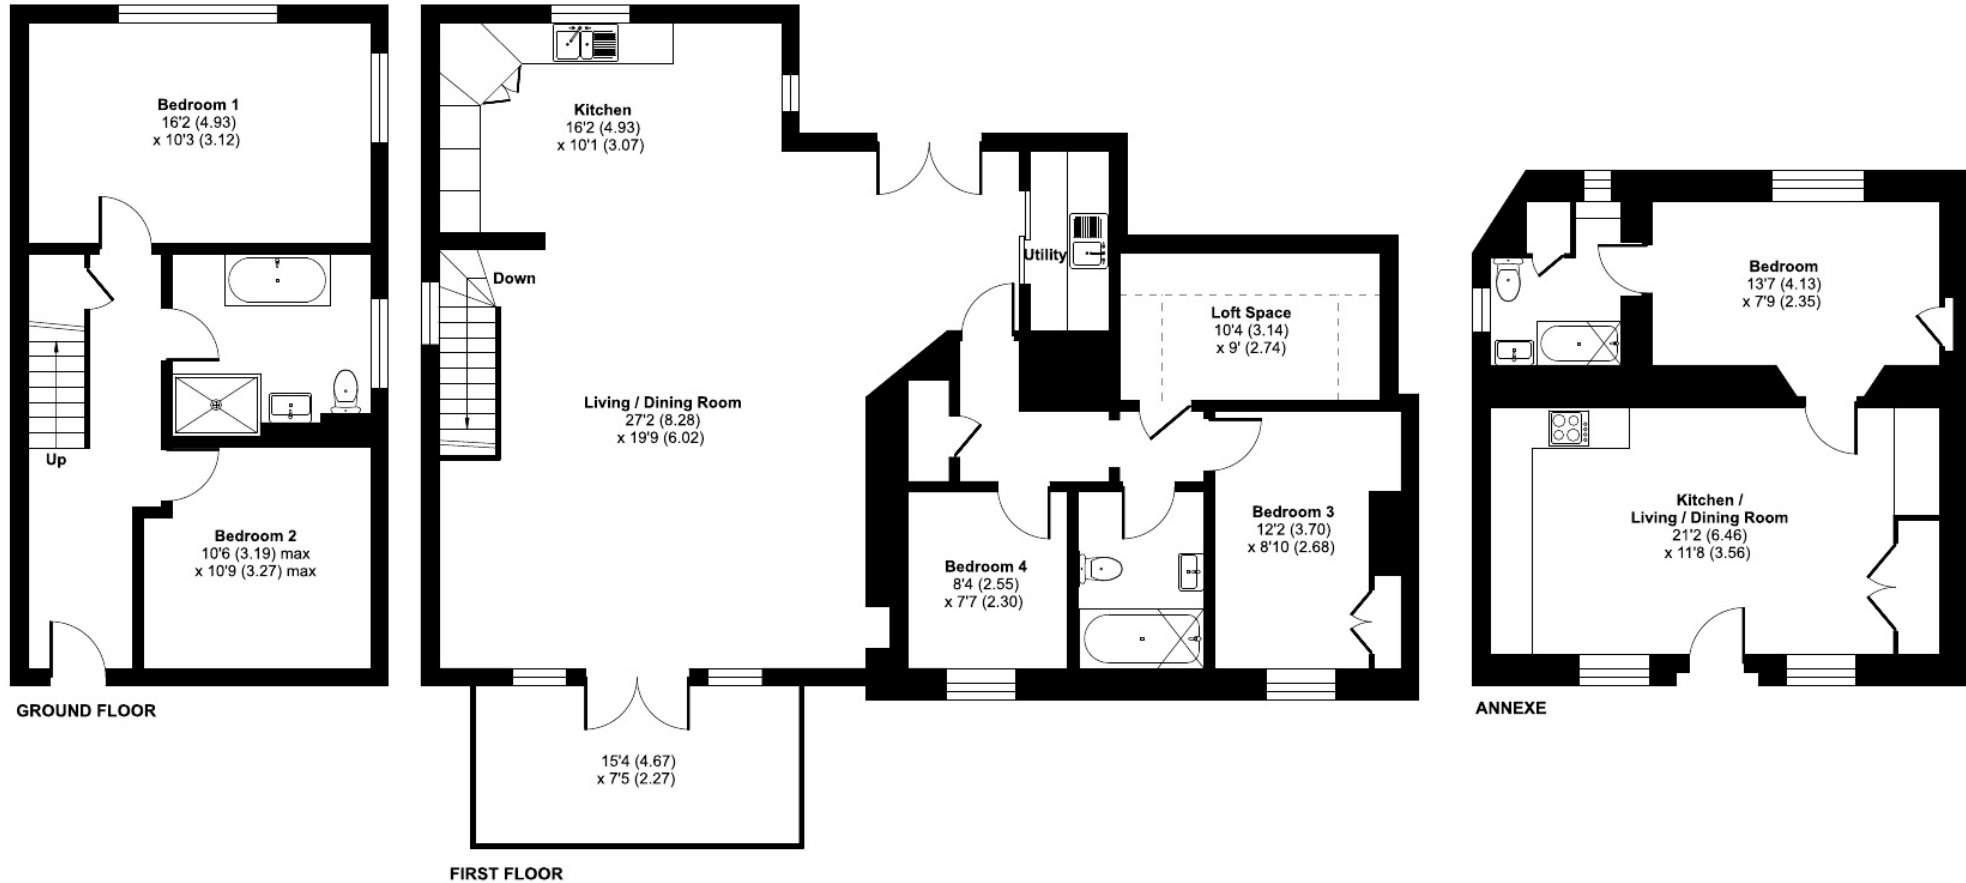 Bedroom 1
16'2 (4.93)
x 10'3 (3.12)
Up
Bedroom 2
10'6 (3.19) max
x 10'9 (3.27) max
GROUND FLOOR
Kitchen
16'2 (4.93)
x 10'1 (3.07)
Down
Utility
Living / Dining Room
27'2 (8.28)
x 19'9 (6.02)
Loft Space
10'4 (3.14)
x 9' (2.74)
Bedroom 3
12'2 (3.70)
x 8'10 (2.68)
Bedroom 4
8'4 (2.55)
x 7'7 (2.30)
15'4 (4.67)
x 7'5 (2.27)
FIRST FLOOR
Bedroom
13'7 (4.13)
x 7'9 (2.35)
Kitchen /
Living / Dining Room
21'2 (6.46)
x 11'8 (3.56)
ANNEXE